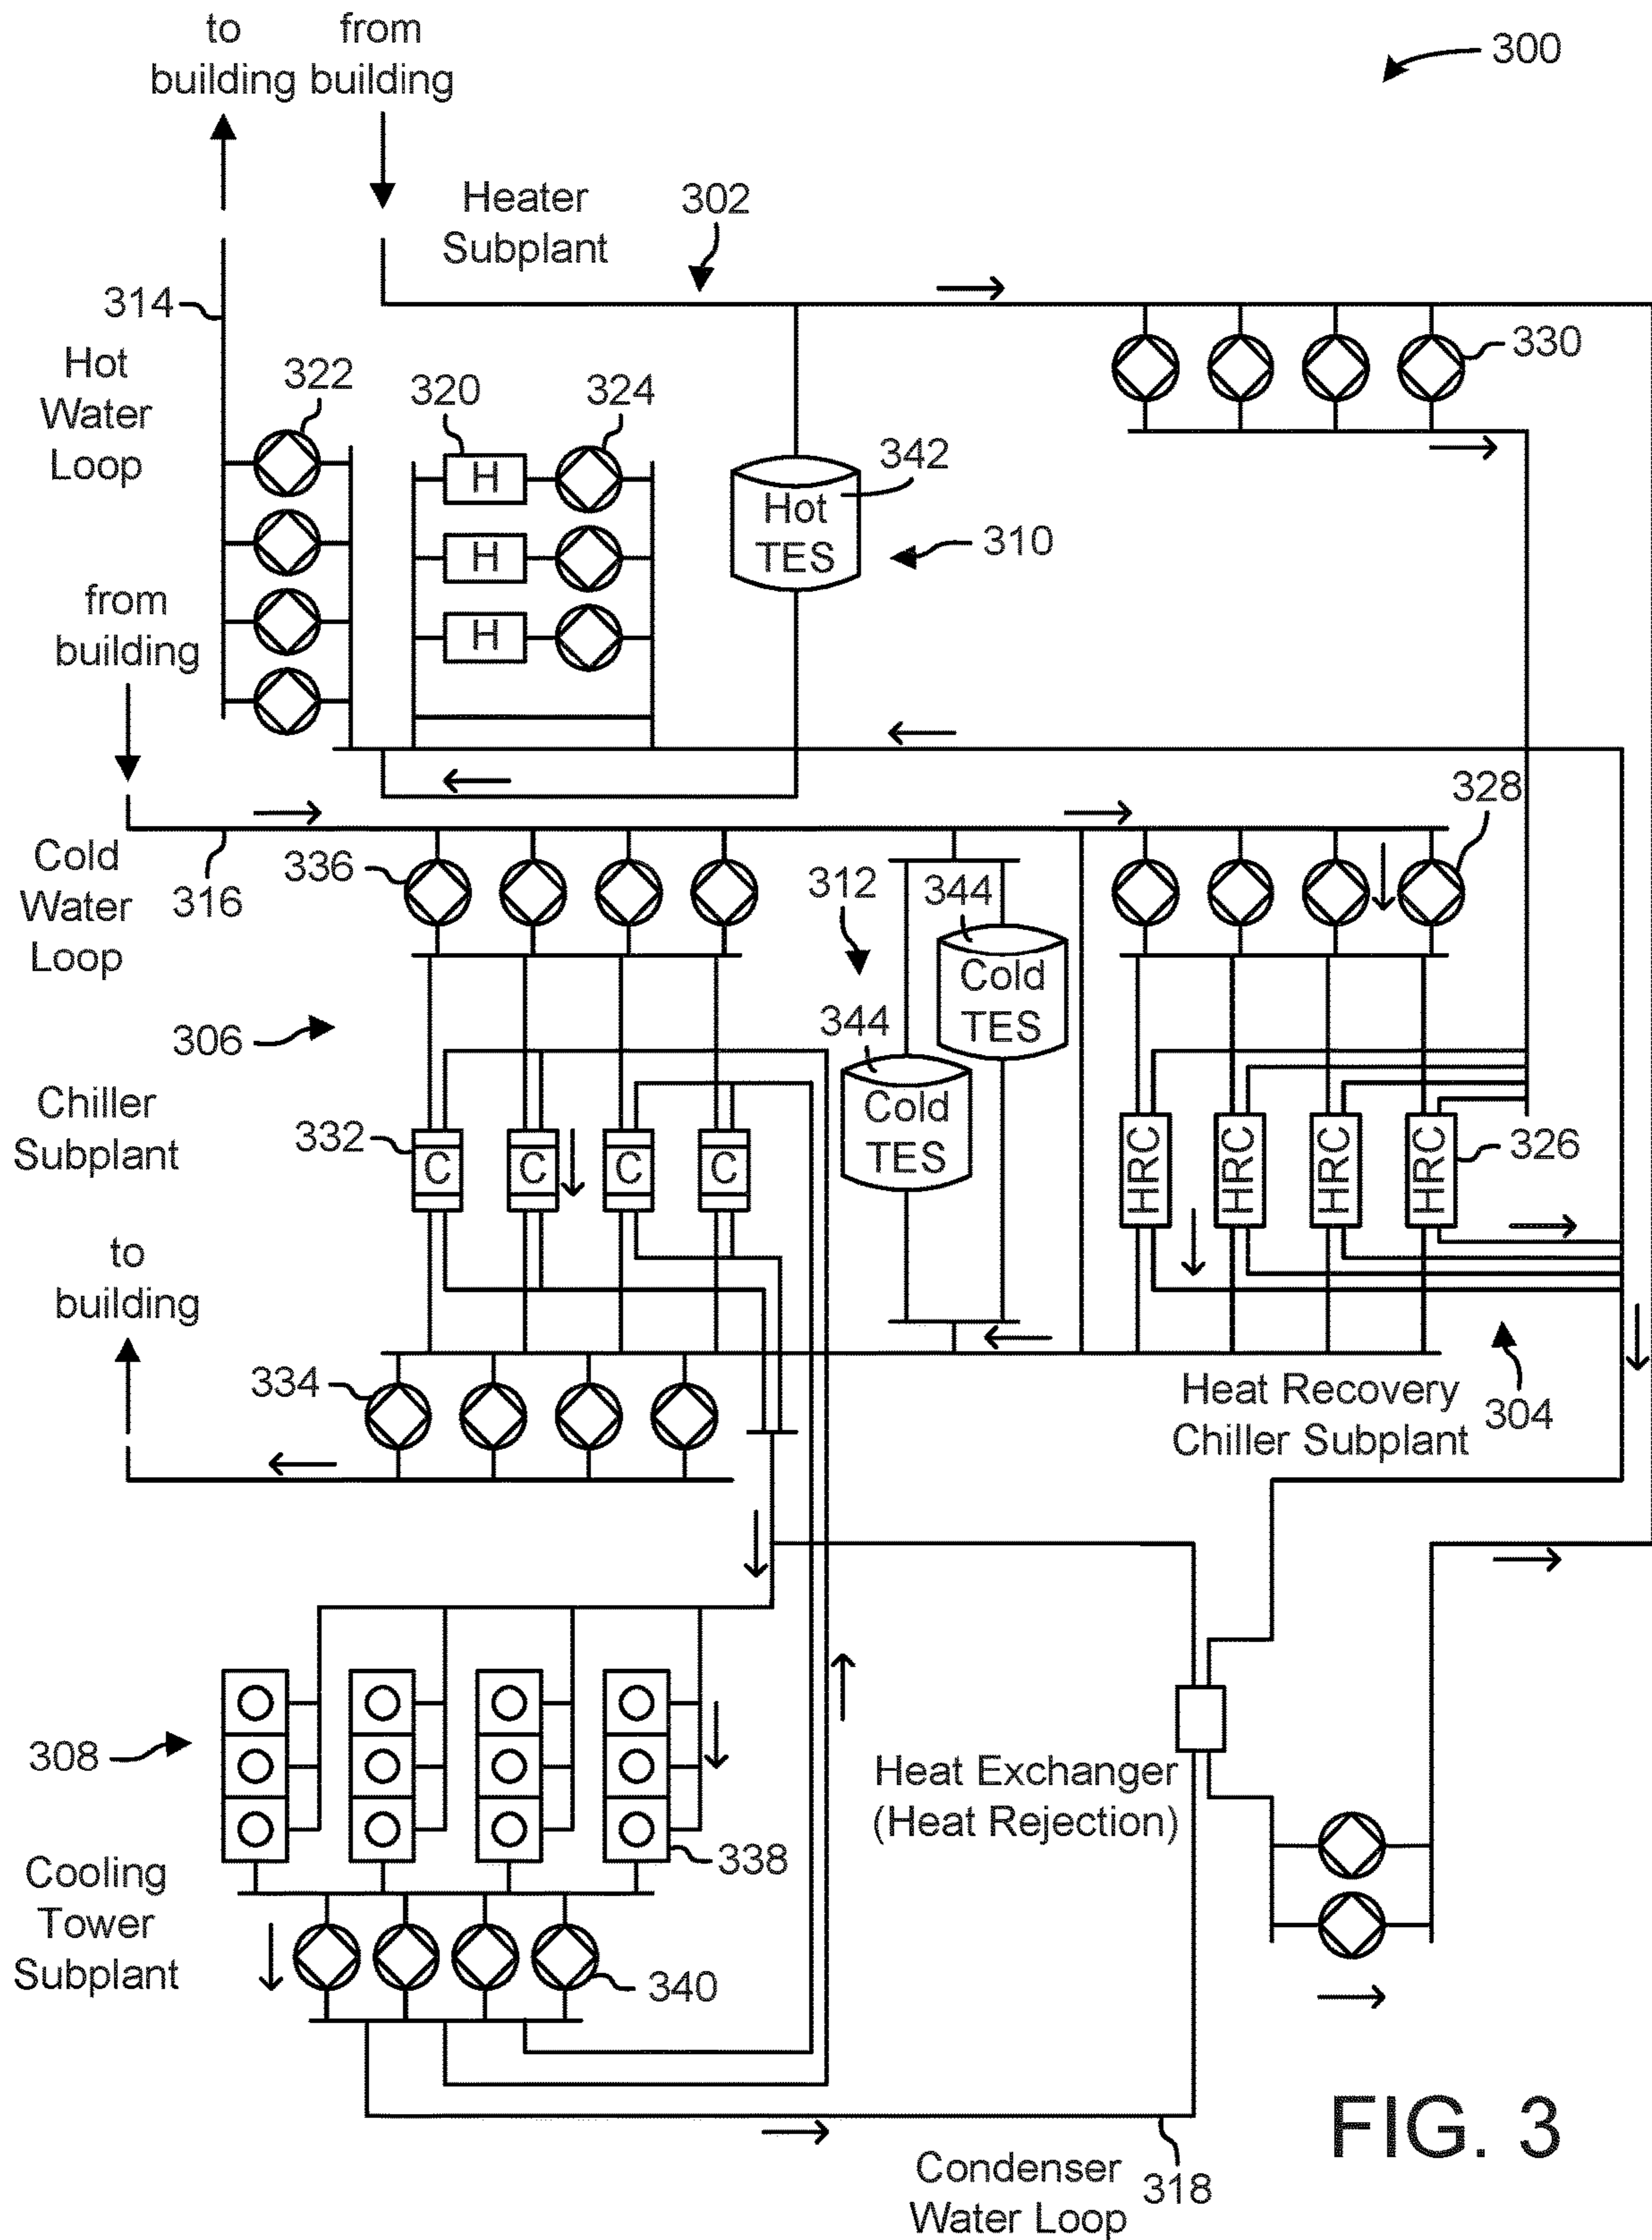 to
building
from
building
300
Heater
Subplant
302
314
Hot
Water
Loop
322
320
324
330
H
H
H
Hot
TES
342
310
from
building
328
Cold
Water
Loop
316
336
312
344
Cold
TES
344
Cold
TES
306
Chiller
Subplant
332
C
C
C
C
HRC
HRC
HRC
HRC
326
to
building
334
Heat Recovery
Chiller Subplant
304
308
338
Heat Exchanger
(Heat Rejection)
Cooling
Tower
Subplant
340
Condenser
Water Loop
318
FIG. 3